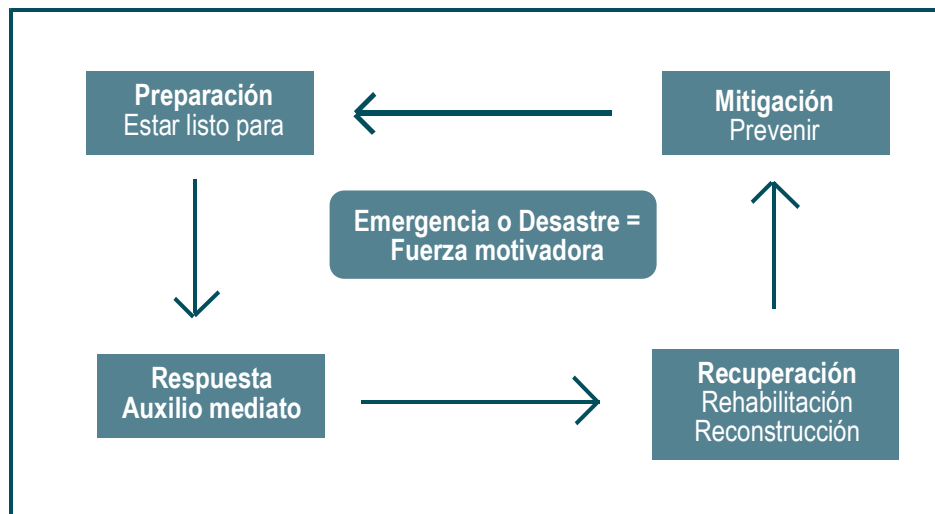 Preparación
Estar listo para
Mitigación
Prevenir
Emergencia o Desastre =
Fuerza motivadora
Respuesta
Auxilio mediato
Recuperación
Rehabilitación
Reconstrucción